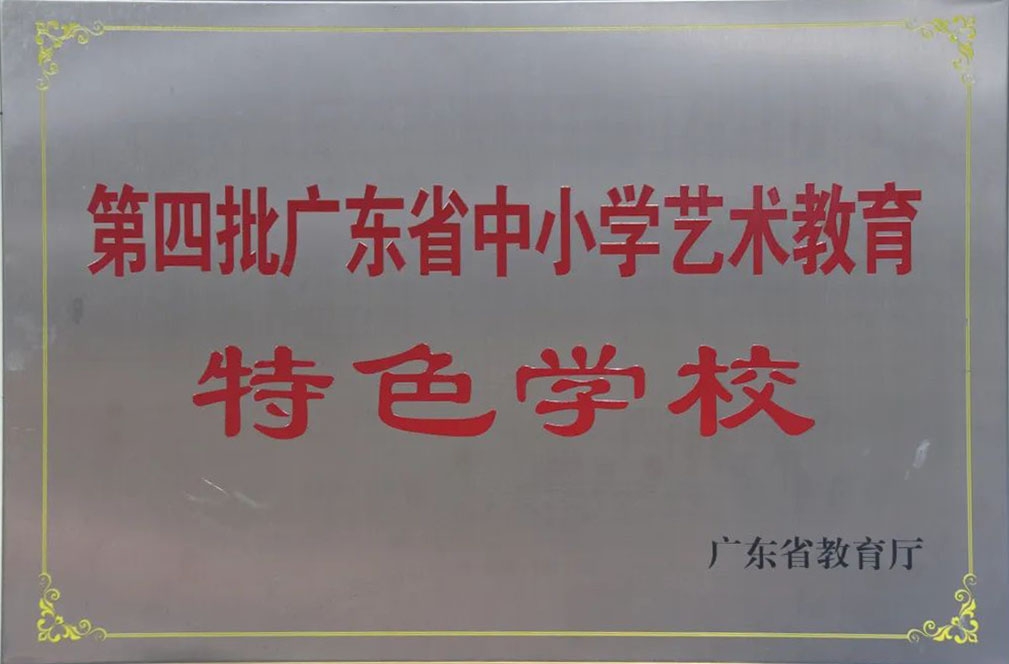 第四批广东省中小学艺术教育
特色学校
广东省教育厅